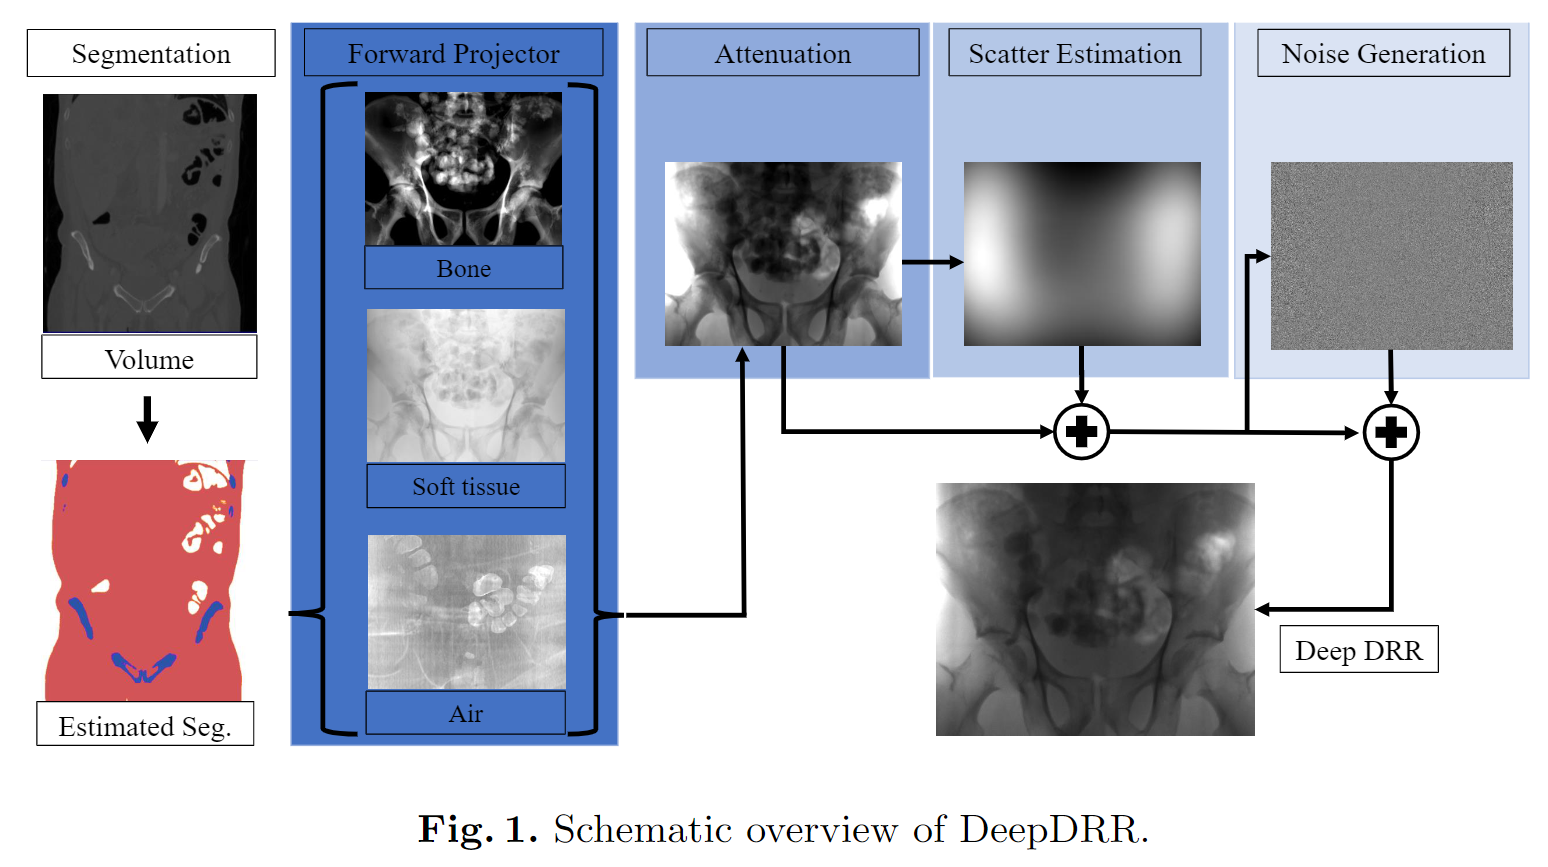 Segmentation
Forward Projector
Attenuation
Scatter Estimation
Noise Generation
Volume
Estimated Seg.
Bone
Soft tissue
Air
Deep DRR
Fig. 1. Schematic overview of DeepDRR.